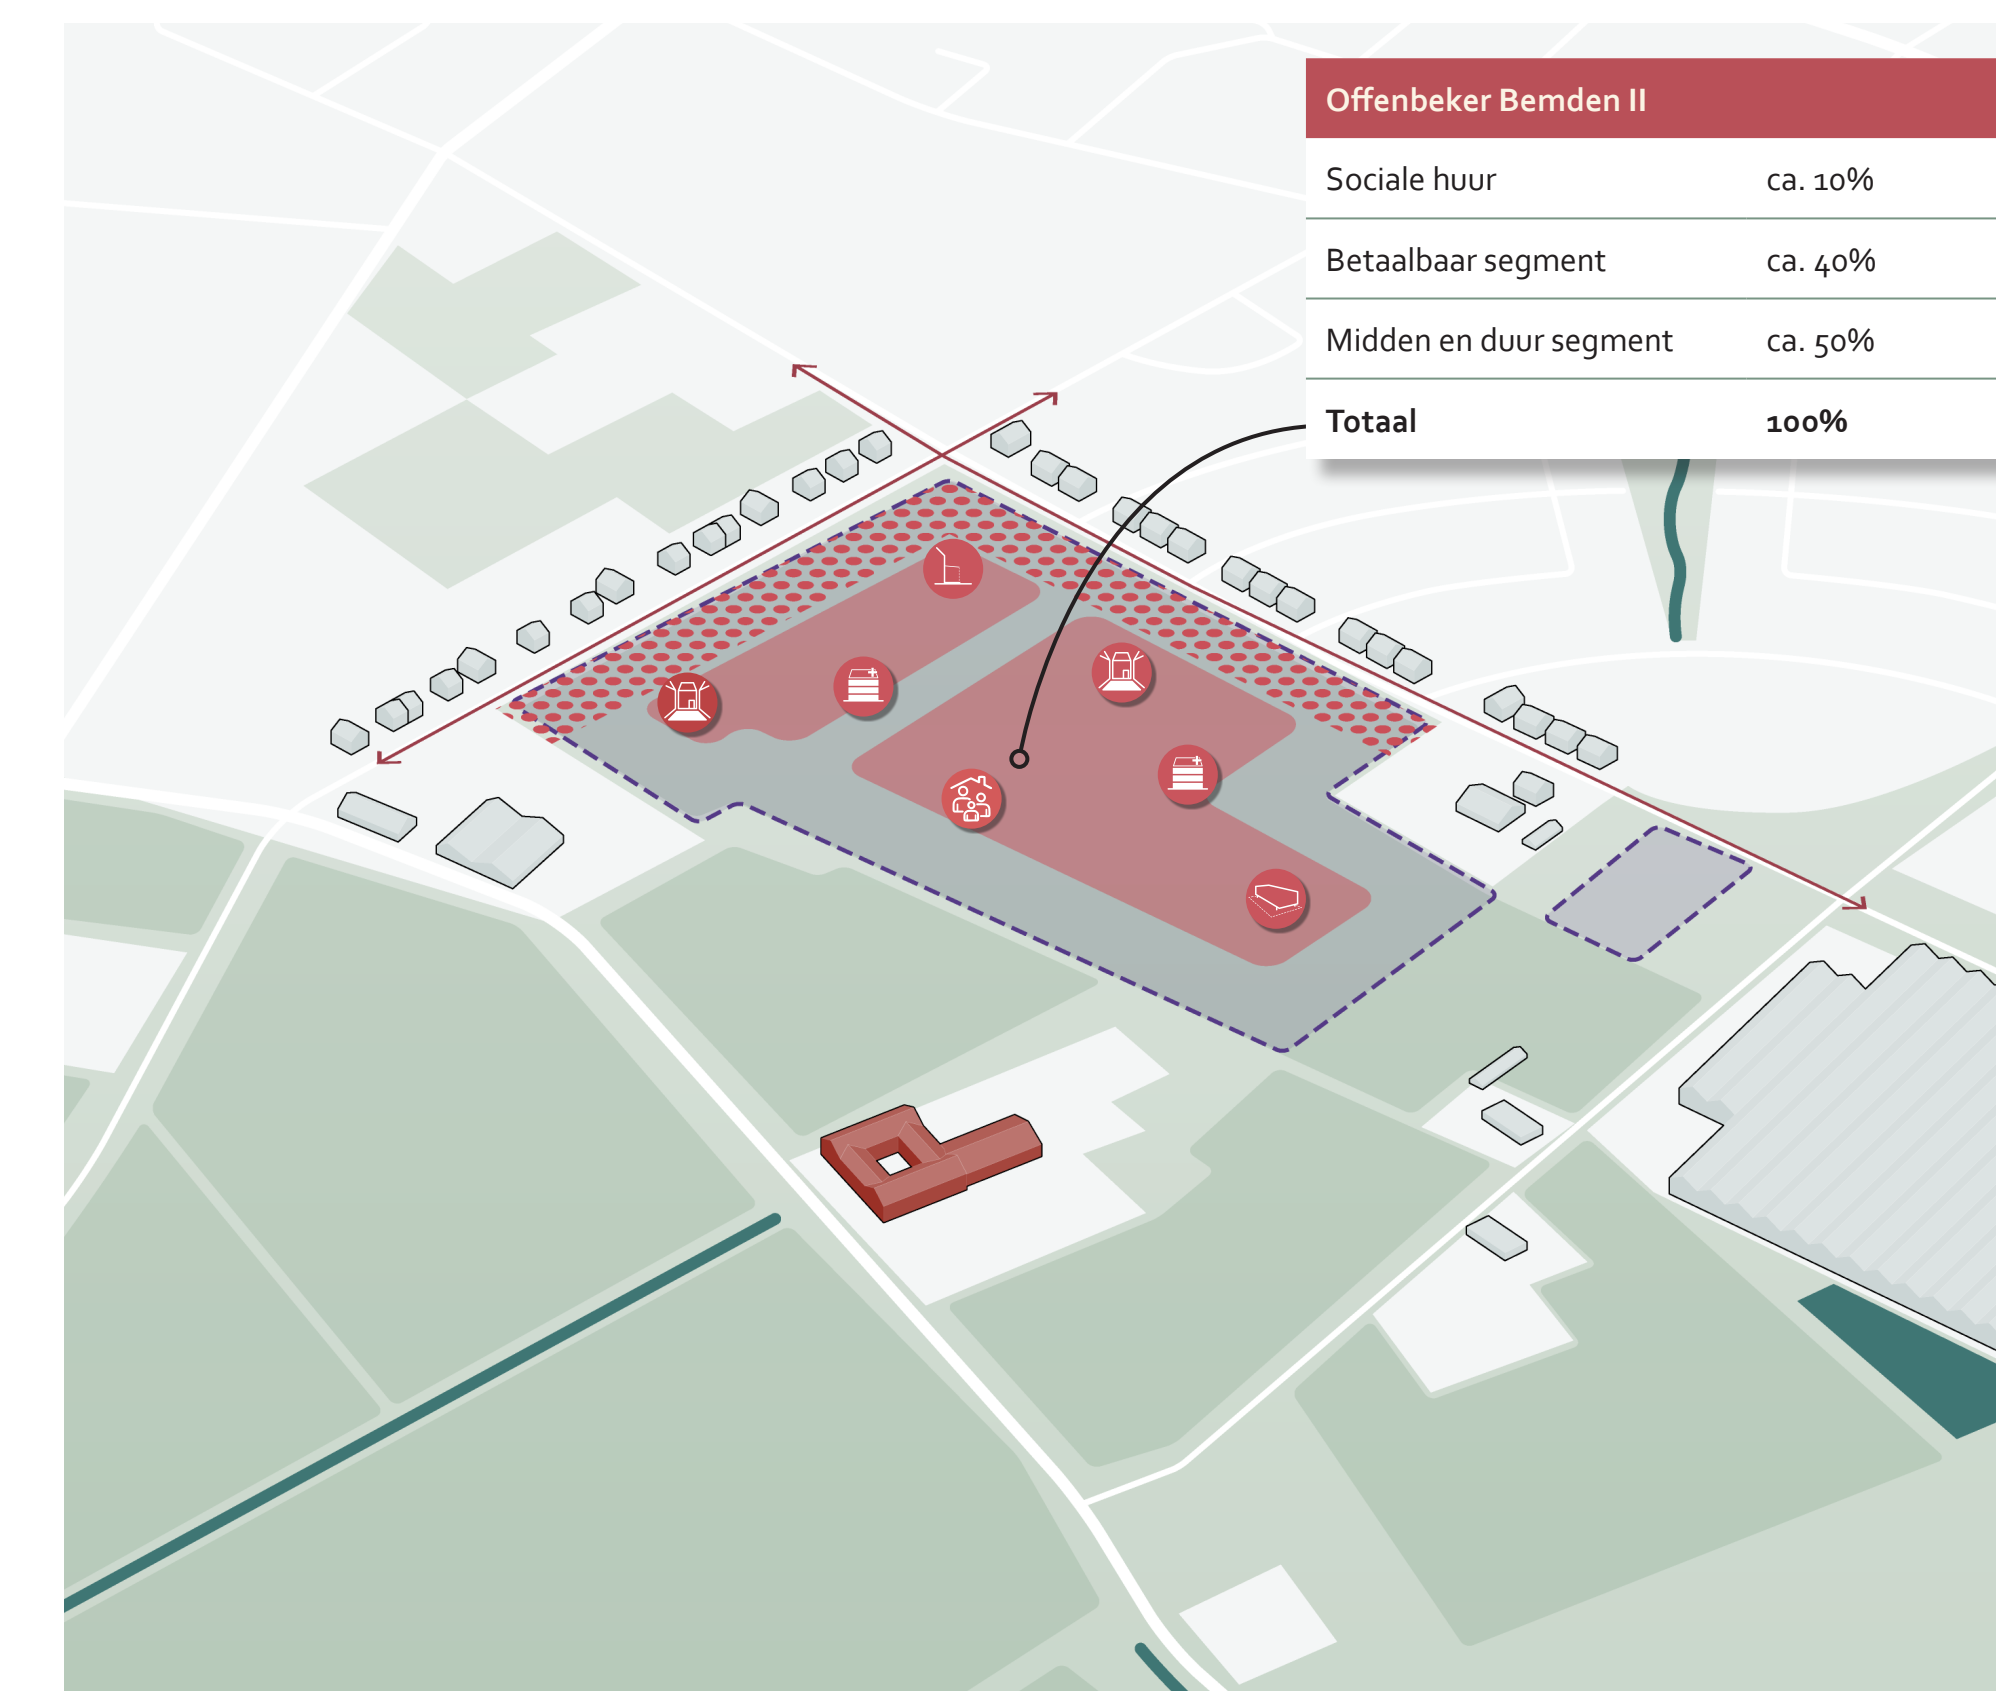 Offenbeker Bemden II
Sociale huur ca. 10%
Betaalbaar segment ca. 40%
Midden en duur segment ca. 50%
Totaal 100%